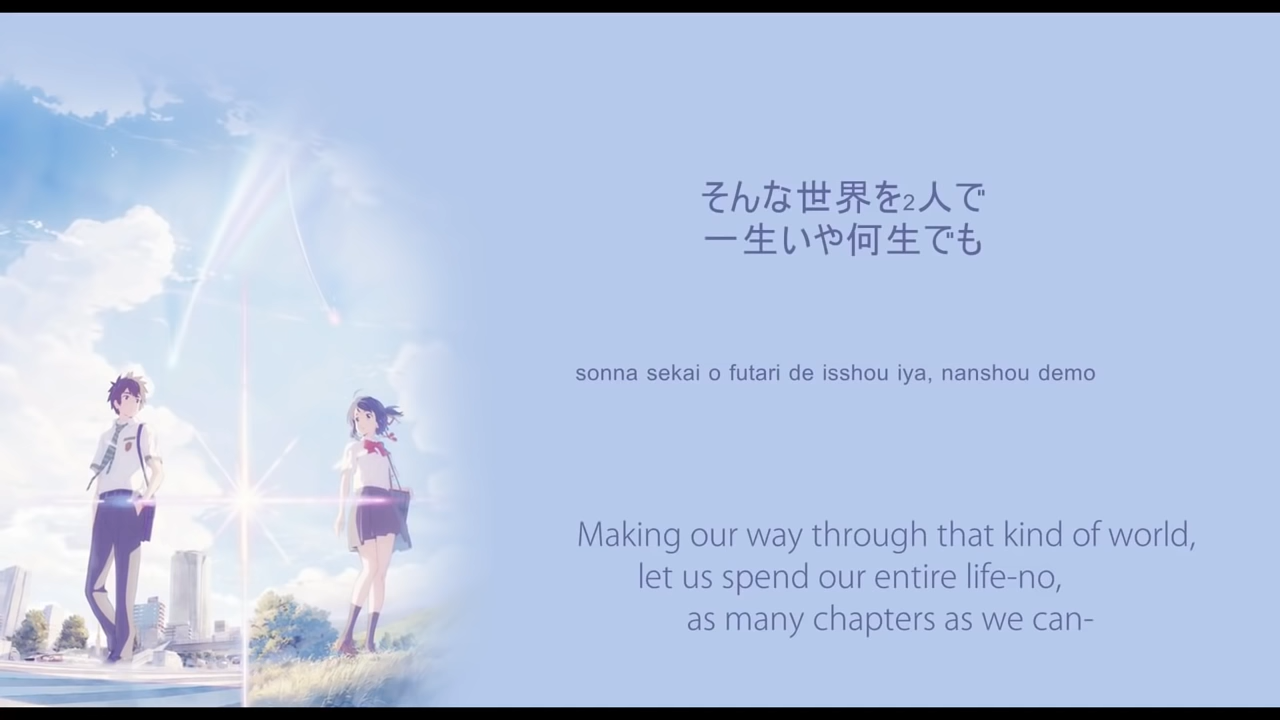 そんな世界を2人で
一生いや何生でも
sonna sekai o futari de isshou iya, nanshou demo
Making our way through that kind of world,
let us spend our entire life-no,
as many chapters as we can-